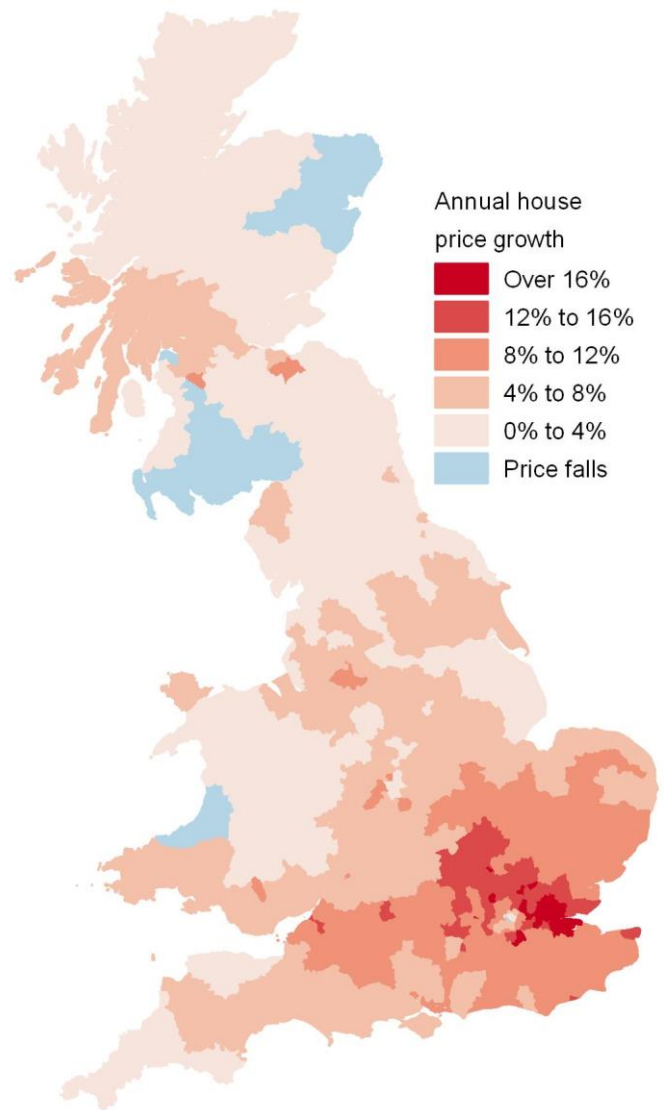 Annual house
price growth
Over 16%
12% to 16%
8% to 12%
4% to 8%
0% to 4%
Price falls